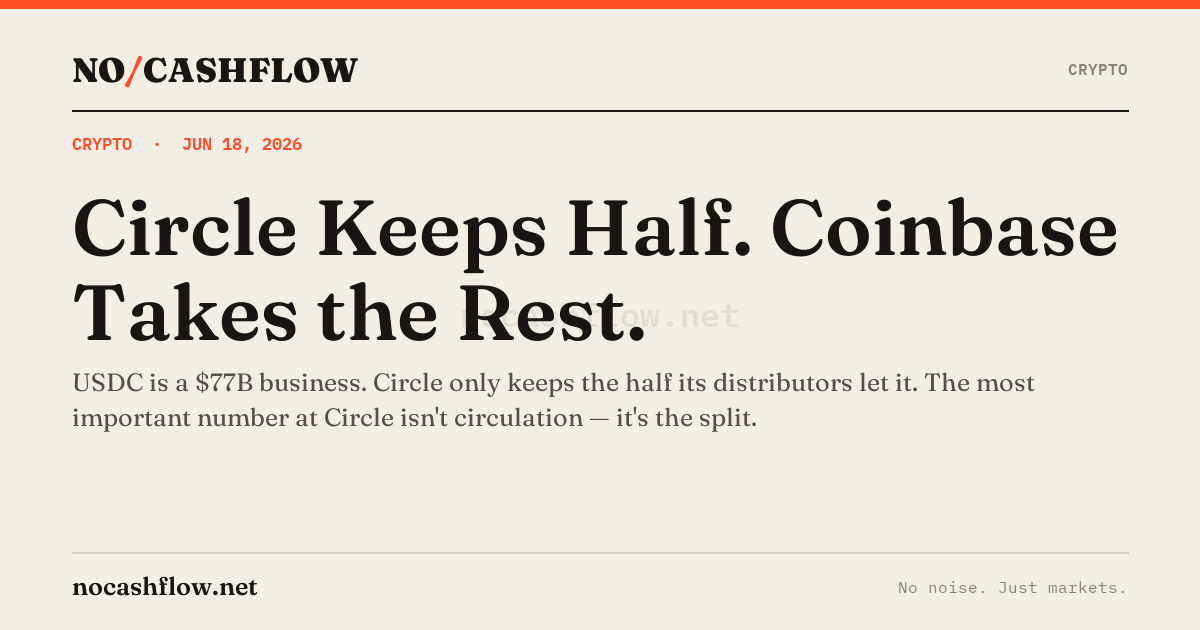 NO/CASHFLOW
CRYPTO
CRYPTO · JUN 18, 2026
Circle Keeps Half. Coinbase
Takes the Rest.
nocashflow.net
USDC is a $77B business. Circle only keeps the half its distributors let it. The most
important number at Circle isn't circulation — it's the split.
nocashflow.net
No noise. Just markets.